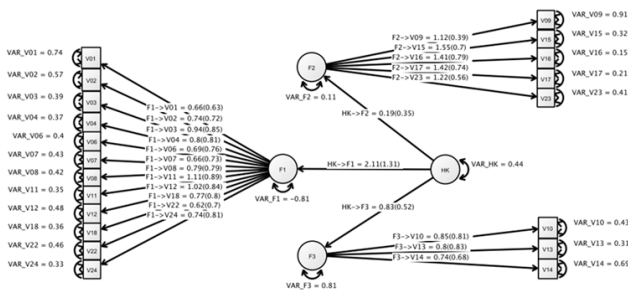 VAR_V01 = 0.74
VAR_V02 = 0.57
VAR_V03 = 0.39
VAR_V04 = 0.37
VAR_V06 = 0.4
VAR_V07 = 0.43
VAR_V08 = 0.42
VAR_V11 = 0.35
VAR_V12 = 0.48
VAR_V18 = 0.36
VAR_V22 = 0.46
VAR_V24 = 0.33
V01
V02
V03
V04
V06
V07
V08
V11
V12
V18
V22
V24
F1->V01 = 0.66(0.63)
F1->V02 = 0.74(0.72)
F1->V03 = 0.94(0.85)
F1->V04 = 0.8(0.81)
F1->V06 = 0.69(0.76)
F1->V07 = 0.66(0.73)
F1->V08 = 0.79(0.79)
F1->V11 = 1.11(0.89)
F1->V12 = 1.02(0.84)
F1->V18 = 0.77(0.8)
F1->V22 = 0.62(0.7)
F1->V24 = 0.74(0.81)
F1
VAR_F1 = -0.81
F2
VAR_F2 = 0.11
F2->V09 = 1.12(0.39)
F2->V15 = 1.55(0.7)
F2->V16 = 1.41(0.79)
F2->V17 = 1.42(0.74)
F2->V23 = 1.22(0.56)
V09
V15
V16
V17
V23
VAR_V09 = 0.91
VAR_V15 = 0.32
VAR_V16 = 0.15
VAR_V17 = 0.21
VAR_V23 = 0.41
HK->F2 = 0.19(0.35)
HK->F1 = 2.11(1.31)
HK->F3 = 0.83(0.52)
HK
VAR_HK = 0.44
F3
VAR_F3 = 0.81
F3->V10 = 0.85(0.81)
F3->V13 = 0.8(0.83)
F3->V14 = 0.74(0.68)
V10
V13
V14
VAR_V10 = 0.43
VAR_V13 = 0.31
VAR_V14 = 0.69